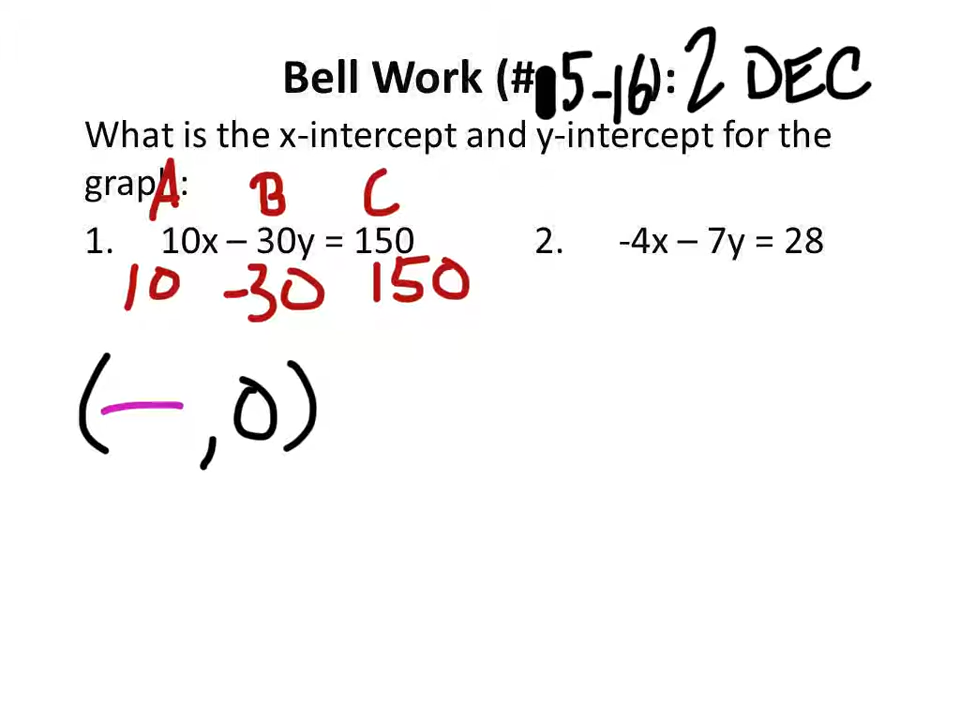 Bell Work (#15-16): 2 DEC
What is the x-intercept and y-intercept for the
graph:
A B C
1. 10x – 30y = 150 2. -4x – 7y = 28
10 -30 150
(—, 0)